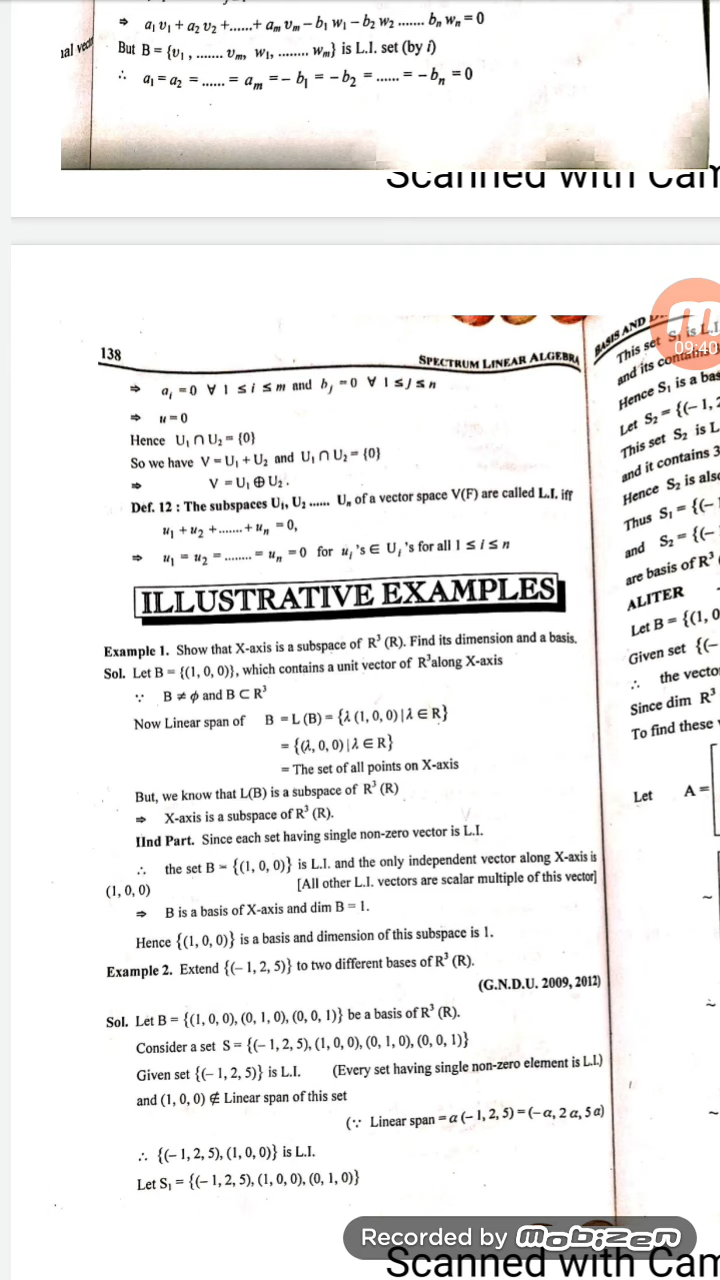 ⇒ a₁ v₁ + a₂ v₂ +......+ aₘ vₘ – b₁ w₁ – b₂ w₂ ....... bₙ wₙ = 0
But B = {v₁ , ........ vₘ, w₁, ........ wₘ} is L.I. set (by i)
∴ a₁ = a₂ = ...... = aₘ = – b₁ = – b₂ = ...... = – bₙ = 0
Scanned with Cam
138
SPECTRUM LINEAR ALGEBRA
⇒ aᵢ = 0 ∀ 1 ≤ i ≤ m and bⱼ = 0 ∀ 1 ≤ J ≤ n
⇒ u = 0
Hence U₁ ∩ U₂ = {0}
So we have V = U₁ + U₂ and U₁ ∩ U₂ = {0}
⇒ V = U₁ ⊕ U₂ .
Def. 12 : The subspaces U₁, U₂ ...... Uₙ of a vector space V(F) are called L.I. iff
u₁ + u₂ +....... + uₙ = 0,
⇒ u₁ = u₂ = ........ = uₙ = 0 for uᵢ 's ∈ Uᵢ 's for all 1 ≤ i ≤ n
ILLUSTRATIVE EXAMPLES
Example 1. Show that X-axis is a subspace of R³ (R). Find its dimension and a basis.
Sol. Let B = {(1, 0, 0)}, which contains a unit vector of R³along X-axis
∵ B ≠ ϕ and B ⊂ R³
Now Linear span of B = L (B) = {λ (1, 0, 0) | λ ∈ R}
= {(λ, 0, 0) | λ ∈ R}
= The set of all points on X-axis
But, we know that L(B) is a subspace of R³ (R)
⇒ X-axis is a subspace of R³ (R).
IInd Part. Since each set having single non-zero vector is L.I.
∴ the set B = {(1, 0, 0)} is L.I. and the only independent vector along X-axis is
(1, 0, 0) [All other L.I. vectors are scalar multiple of this vector]
⇒ B is a basis of X-axis and dim B = 1.
Hence {(1, 0, 0)} is a basis and dimension of this subspace is 1.
Example 2. Extend {(– 1, 2, 5)} to two different bases of R³ (R).
(G.N.D.U. 2009, 2012)
Sol. Let B = {(1, 0, 0), (0, 1, 0), (0, 0, 1)} be a basis of R³ (R).
Consider a set S = {(– 1, 2, 5), (1, 0, 0), (0, 1, 0), (0, 0, 1)}
Given set {(– 1, 2, 5)} is L.I. (Every set having single non-zero element is L.I.)
and (1, 0, 0) ∉ Linear span of this set
(∵ Linear span = α (– 1, 2, 5) = (– α, 2 α, 5 α)
∴ {(– 1, 2, 5), (1, 0, 0)} is L.I.
Let S₁ = {(– 1, 2, 5), (1, 0, 0), (0, 1, 0)}
BASIS AND
This set S₁ is L.I
and its contains
Hence S₁ is a bas
Let S₂ = {(– 1, 2
This set S₂ is L
and it contains 3
Hence S₂ is also
Thus S₁ = {(– 1
and S₂ = {(–
are basis of R³
ALITER
Let B = {(1, 0
Given set {(–
∴ the vecto
Since dim R³
To find these
Let A =
~
~
~
09:40
Recorded by mobizen
Scanned with Cam